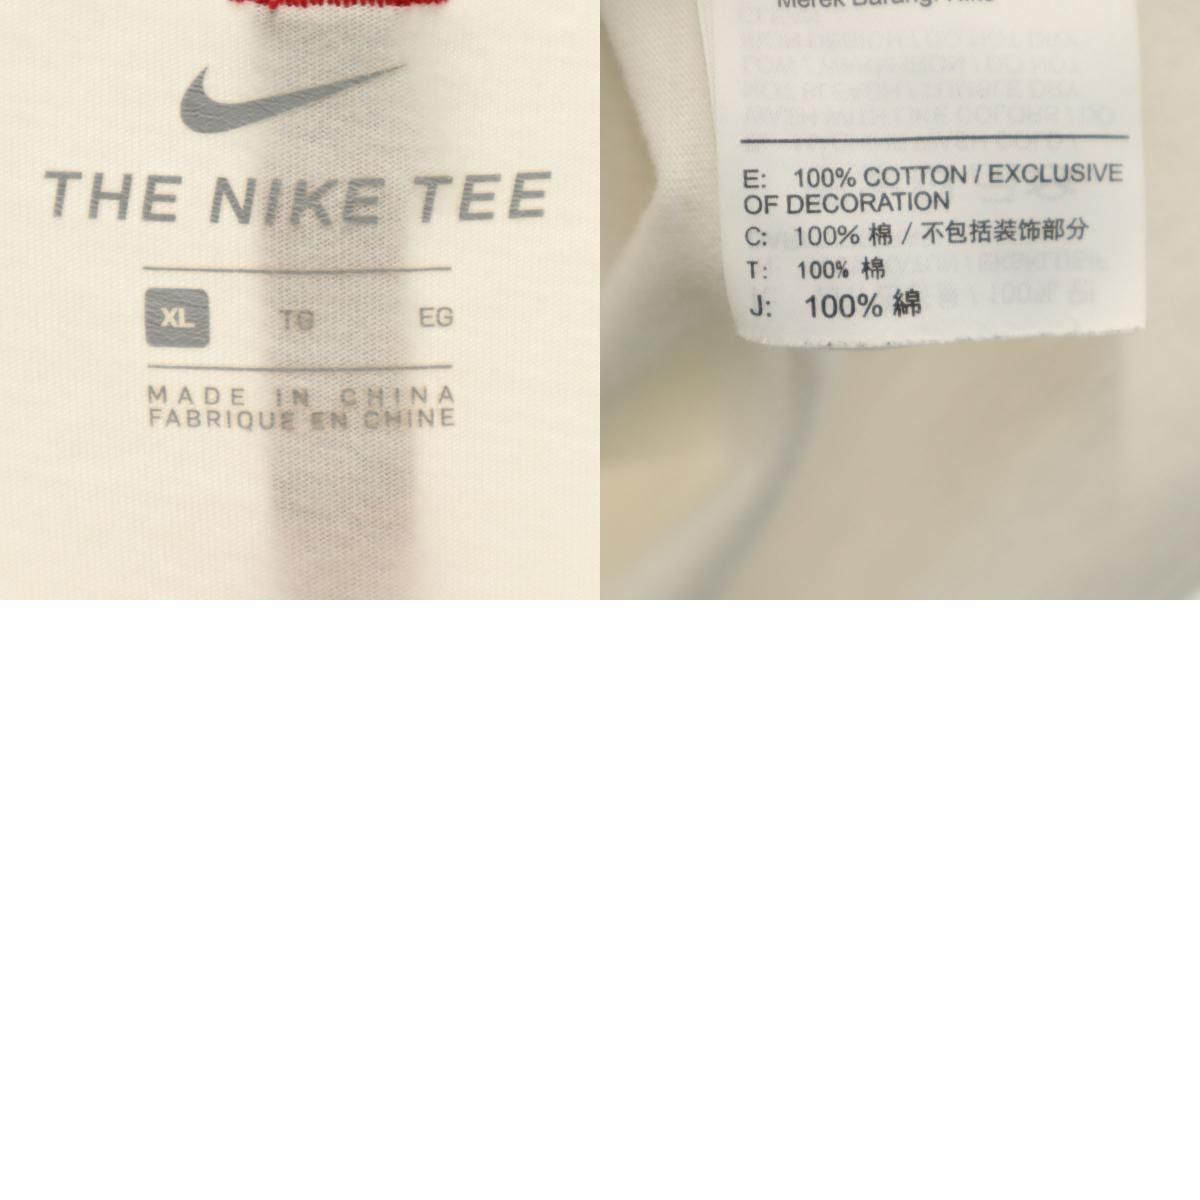 THE NIKE TEE
XL TG EG
MADE IN CHINA
FABRIQUE EN CHINE
E: 100% COTTON / EXCLUSIVE
OF DECORATION
C: 100% 棉 / 不包括装饰部分
T: 100% 棉
J: 100% 綿